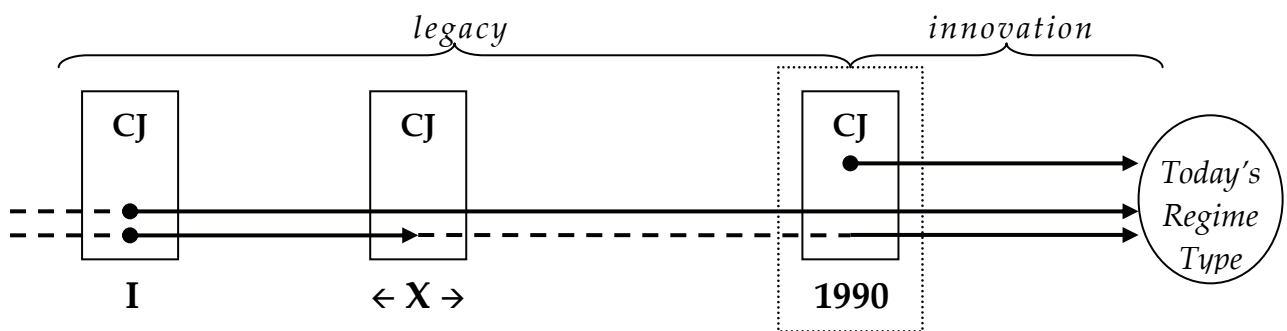 legacy
innovation
CJ
CJ
CJ
Today's
Regime
Type
I
← X →
1990